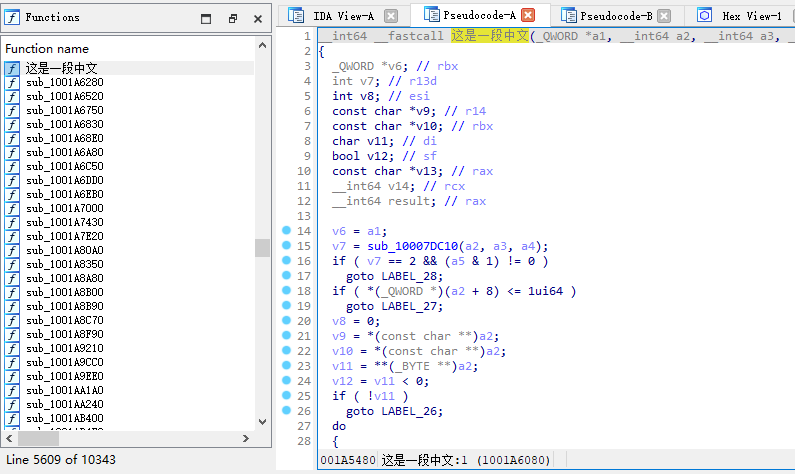 Functions
Function name
这是一段中文
sub_1001A6280
sub_1001A6520
sub_1001A6750
sub_1001A6830
sub_1001A68E0
sub_1001A6A80
sub_1001A6C50
sub_1001A6DD0
sub_1001A6EB0
sub_1001A7000
sub_1001A7430
sub_1001A7E20
sub_1001A80A0
sub_1001A8350
sub_1001A8A80
sub_1001A8B00
sub_1001A8B90
sub_1001A8C70
sub_1001A8F90
sub_1001A9210
sub_1001A9CC0
sub_1001A9EE0
sub_1001AA1A0
sub_1001AA240
sub_1001AB400
Line 5609 of 10343
IDA View-A
Pseudocode-A
Pseudocode-B
Hex View-1
1 __int64 __fastcall 这是一段中文(_QWORD *a1, __int64 a2, __int64 a3, _
2 {
3 _QWORD *v6; // rbx
4 int v7; // r13d
5 int v8; // esi
6 const char *v9; // r14
7 const char *v10; // rbx
8 char v11; // di
9 bool v12; // sf
10 const char *v13; // rax
11 __int64 v14; // rcx
12 __int64 result; // rax
13
14 v6 = a1;
15 v7 = sub_10007DC10(a2, a3, a4);
16 if ( v7 == 2 && (a5 & 1) != 0 )
17 goto LABEL_28;
18 if ( *(_QWORD *)(a2 + 8) <= 1ui64 )
19 goto LABEL_27;
20 v8 = 0;
21 v9 = *(const char **)a2;
22 v10 = *(const char **)a2;
23 v11 = **(_BYTE **)a2;
24 v12 = v11 < 0;
25 if ( !v11 )
26 goto LABEL_26;
27 do
28 {
001A5480 这是一段中文:1 (1001A6080)